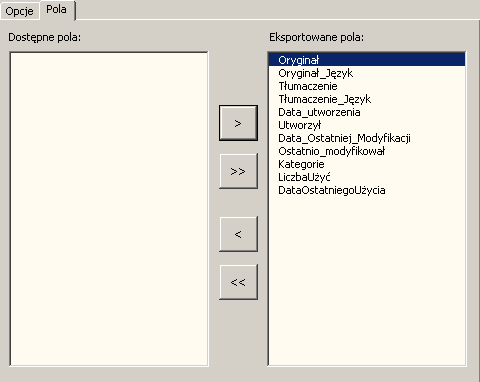 Opcje Pola
Dostępne pola:
Eksportowane pola:
Oryginał
Oryginał_Język
Tłumaczenie
Tłumaczenie_Język
Data_utworzenia
Utworzył
Data_Ostatniej_Modyfikacji
Ostatnio_modyfikował
Kategorie
LiczbaUżyć
DataOstatniegoUżycia
>
>>
<
<<